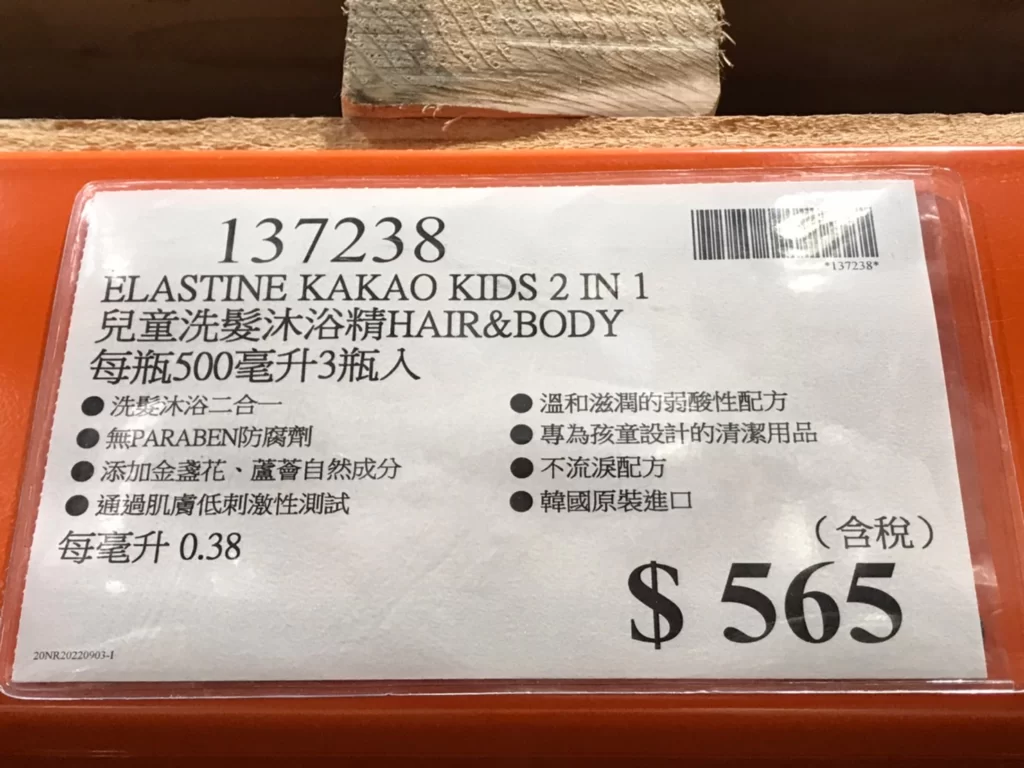 137238
*137238*
ELASTINE KAKAO KIDS 2 IN 1
兒童洗髮沐浴精HAIR&BODY
每瓶500毫升3瓶入
●洗髮沐浴二合一
●無PARABEN防腐劑
●添加金盞花、蘆薈自然成分
●通過肌膚低刺激性測試
●溫和滋潤的弱酸性配方
●專為孩童設計的清潔用品
●不流淚配方
●韓國原裝進口
每毫升 0.38
(含稅)
$ 565
20NR20220903-1